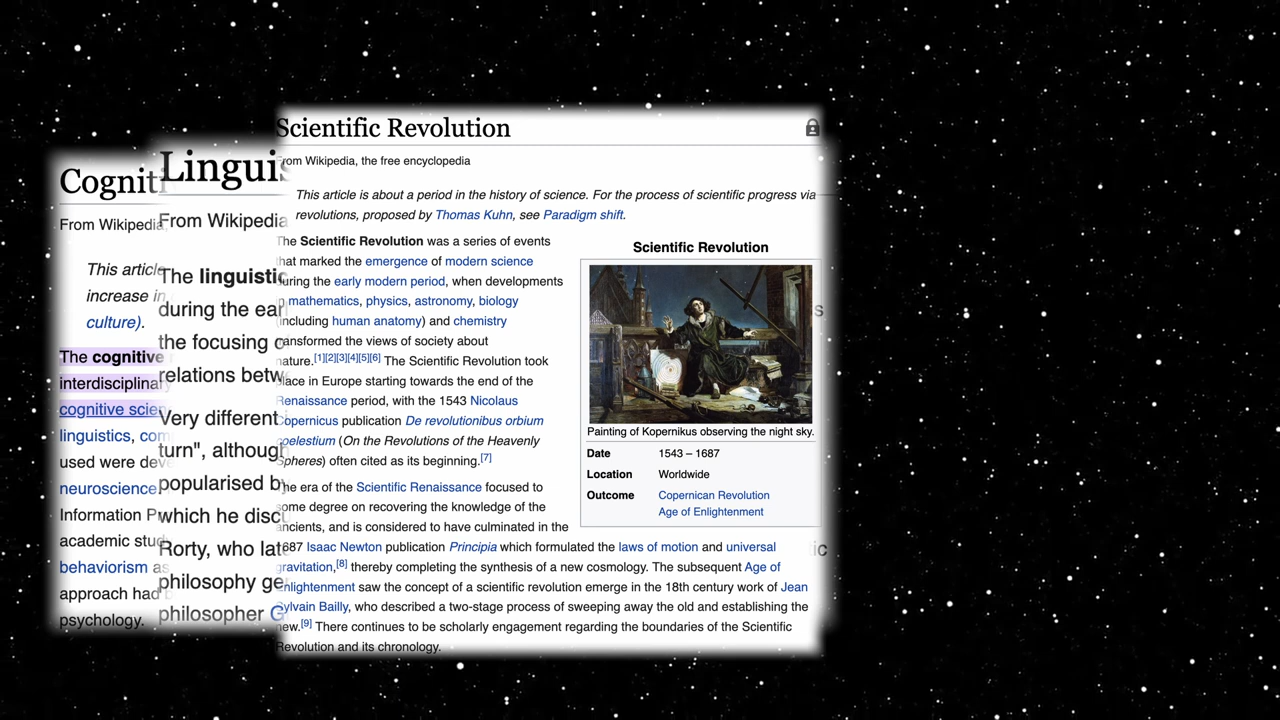 Cogniti
From Wikipedia,
This article
increase in
culture).
The cognitive
interdisciplinary
cognitive scien
linguistics, com
used were deve
neuroscience.
Information Pr
academic stud
behaviorism as
approach had b
psychology.
Linguis
From Wikipedia
The linguistic
during the ear
the focusing o
relations betw
Very different
turn", although
popularised by
which he discu
Rorty, who late
philosophy ge
philosopher G
Scientific Revolution
From Wikipedia, the free encyclopedia
This article is about a period in the history of science. For the process of scientific progress via
revolutions, proposed by Thomas Kuhn, see Paradigm shift.
The Scientific Revolution was a series of events
that marked the emergence of modern science
during the early modern period, when developments
in mathematics, physics, astronomy, biology
(including human anatomy) and chemistry
transformed the views of society about
nature.[1][2][3][4][5][6] The Scientific Revolution took
place in Europe starting towards the end of the
Renaissance period, with the 1543 Nicolaus
Copernicus publication De revolutionibus orbium
coelestium (On the Revolutions of the Heavenly
Spheres) often cited as its beginning.[7]
The era of the Scientific Renaissance focused to
some degree on recovering the knowledge of the
ancients, and is considered to have culminated in the
1687 Isaac Newton publication Principia which formulated the laws of motion and universal
gravitation,[8] thereby completing the synthesis of a new cosmology. The subsequent Age of
Enlightenment saw the concept of a scientific revolution emerge in the 18th century work of Jean
Sylvain Bailly, who described a two-stage process of sweeping away the old and establishing the
new.[9] There continues to be scholarly engagement regarding the boundaries of the Scientific
Revolution and its chronology.
Scientific Revolution
Painting of Kopernikus observing the night sky.
Date 1543 – 1687
Location Worldwide
Outcome Copernican Revolution
Age of Enlightenment
s
tic